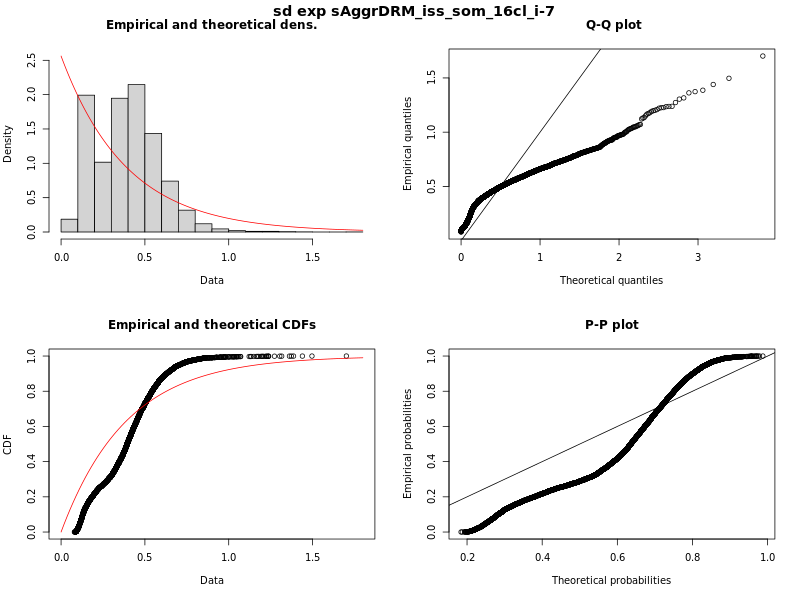 sd exp sAggrDRM_iss_som_16cl_i-7
Empirical and theoretical dens.
Density
0.0 0.5 1.0 1.5 2.0 2.5
0.0 0.5 1.0 1.5
Data
Q-Q plot
Empirical quantiles
0.5 1.0 1.5
0 1 2 3
Theoretical quantiles
Empirical and theoretical CDFs
CDF
0.0 0.2 0.4 0.6 0.8 1.0
0.0 0.5 1.0 1.5
Data
P-P plot
Empirical probabilities
0.0 0.2 0.4 0.6 0.8 1.0
0.2 0.4 0.6 0.8 1.0
Theoretical probabilities